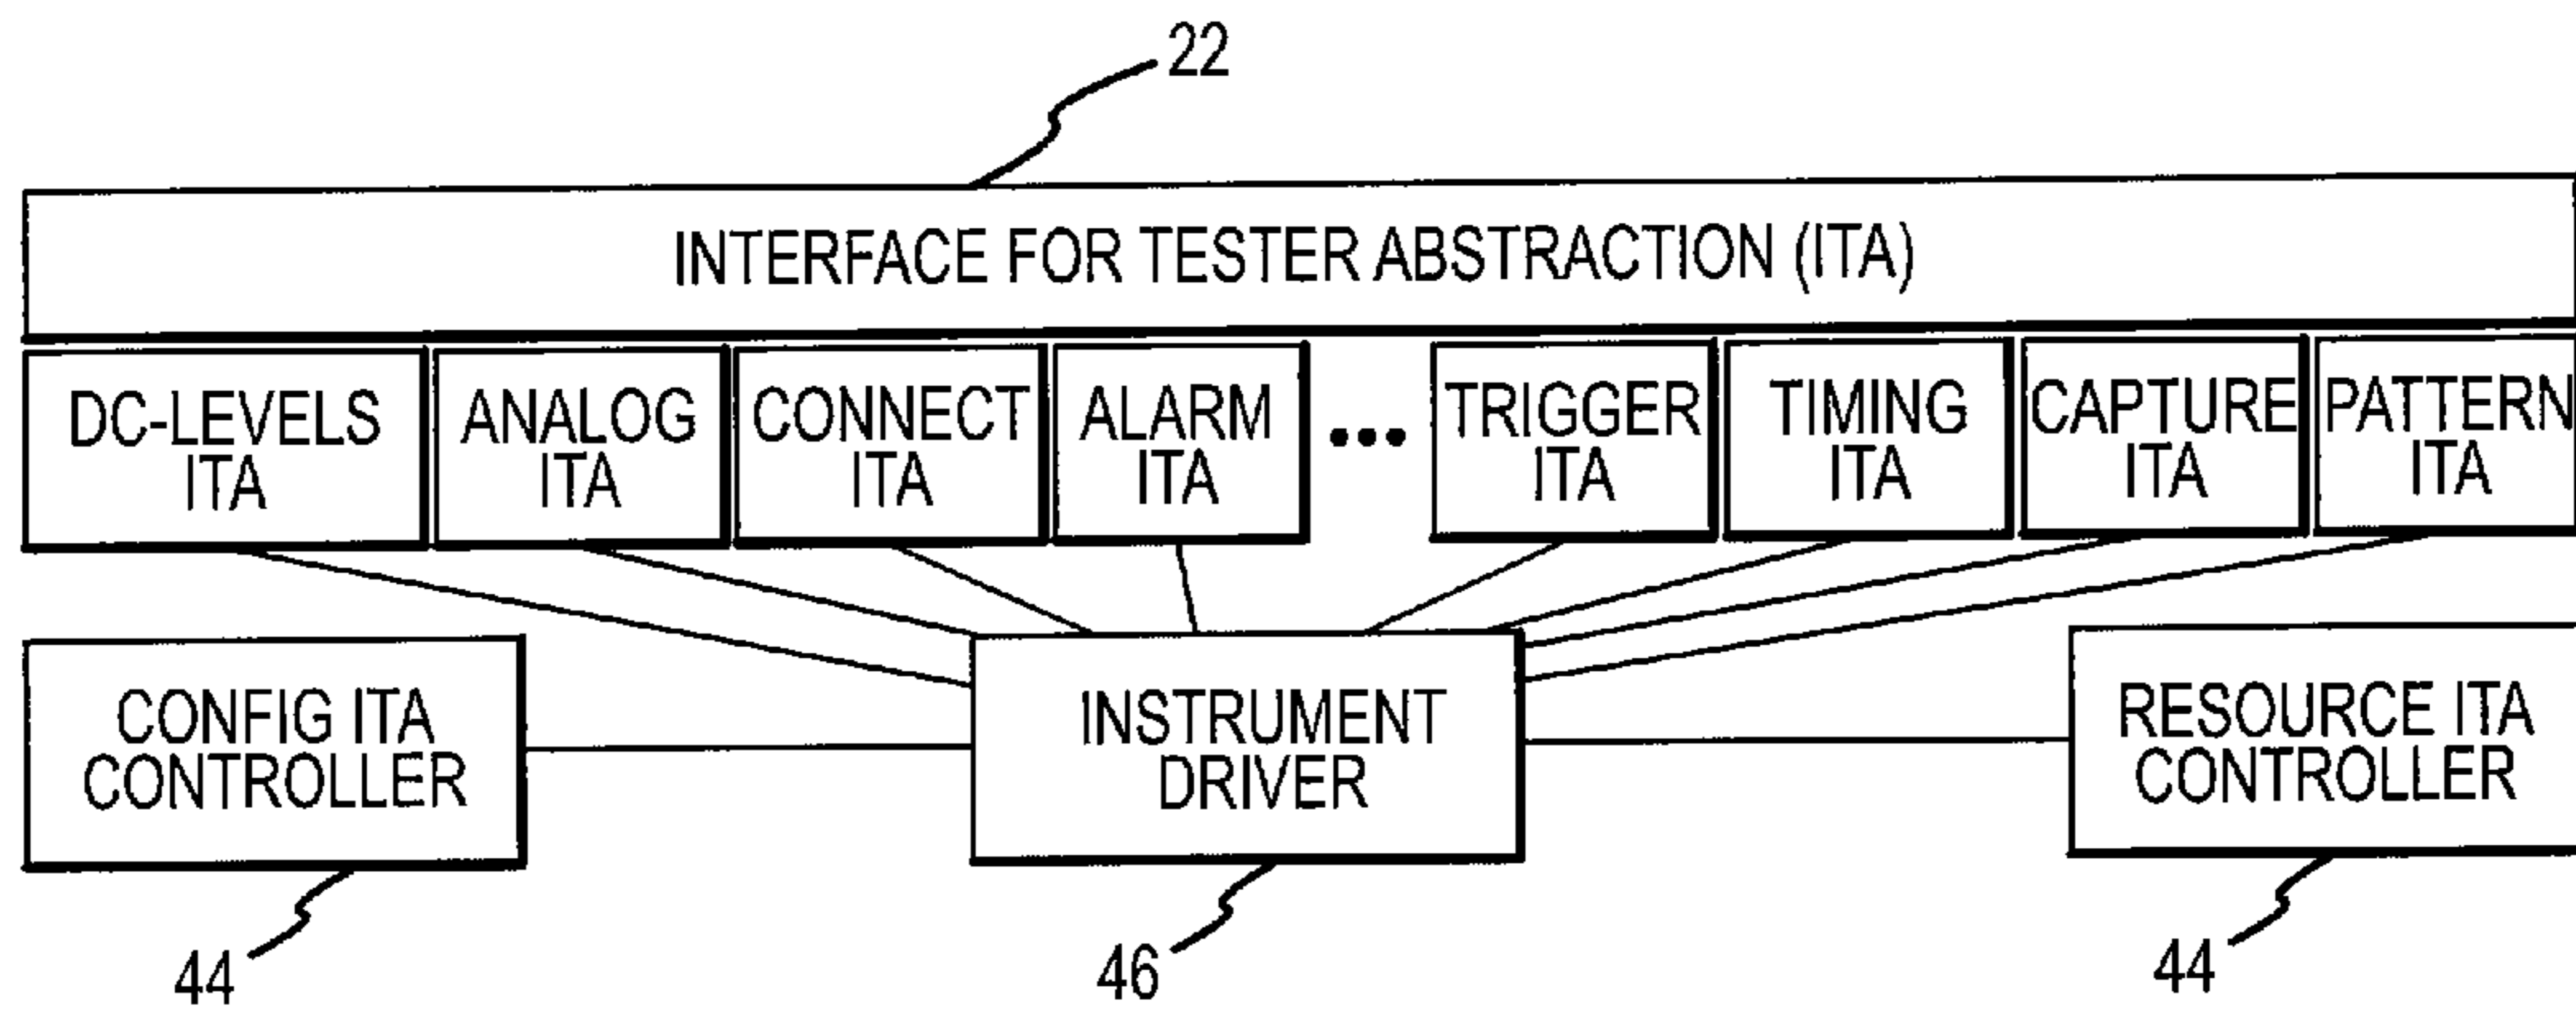 22
INTERFACE FOR TESTER ABSTRACTION (ITA)
DC-LEVELS
ITA
ANALOG
ITA
CONNECT
ITA
ALARM
ITA
•••
TRIGGER
ITA
TIMING
ITA
CAPTURE
ITA
PATTERN
ITA
CONFIG ITA
CONTROLLER
INSTRUMENT
DRIVER
RESOURCE ITA
CONTROLLER
44
46
44